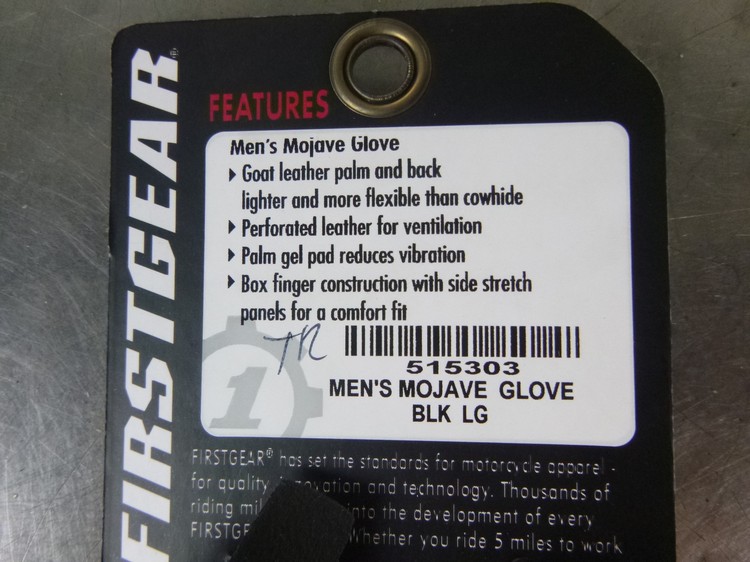 FIRSTGEAR®
FEATURES
Men's Mojave Glove
Goat leather palm and back
lighter and more flexible than cowhide
Perforated leather for ventilation
Palm gel pad reduces vibration
Box finger construction with side stretch
panels for a comfort fit
TR
1
515303
MEN'S MOJAVE GLOVE
BLK LG
FIRSTGEAR® has set the standards for motorcycle apparel -
for quality, and technology. Thousands of
riding into the development of every
Whether you ride 5 miles to work